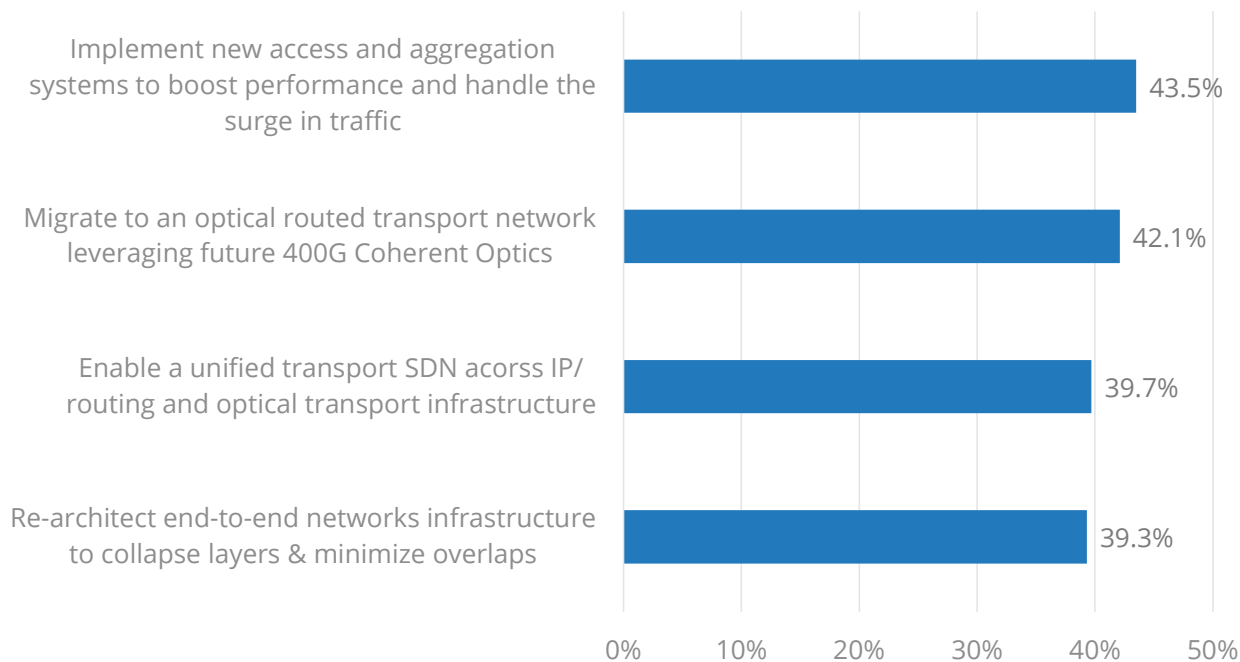 Implement new access and aggregation
systems to boost performance and handle the
surge in traffic
43.5%
Migrate to an optical routed transport network
leveraging future 400G Coherent Optics
42.1%
Enable a unified transport SDN acorss IP/
routing and optical transport infrastructure
39.7%
Re-architect end-to-end networks infrastructure
to collapse layers & minimize overlaps
39.3%
0% 10% 20% 30% 40% 50%